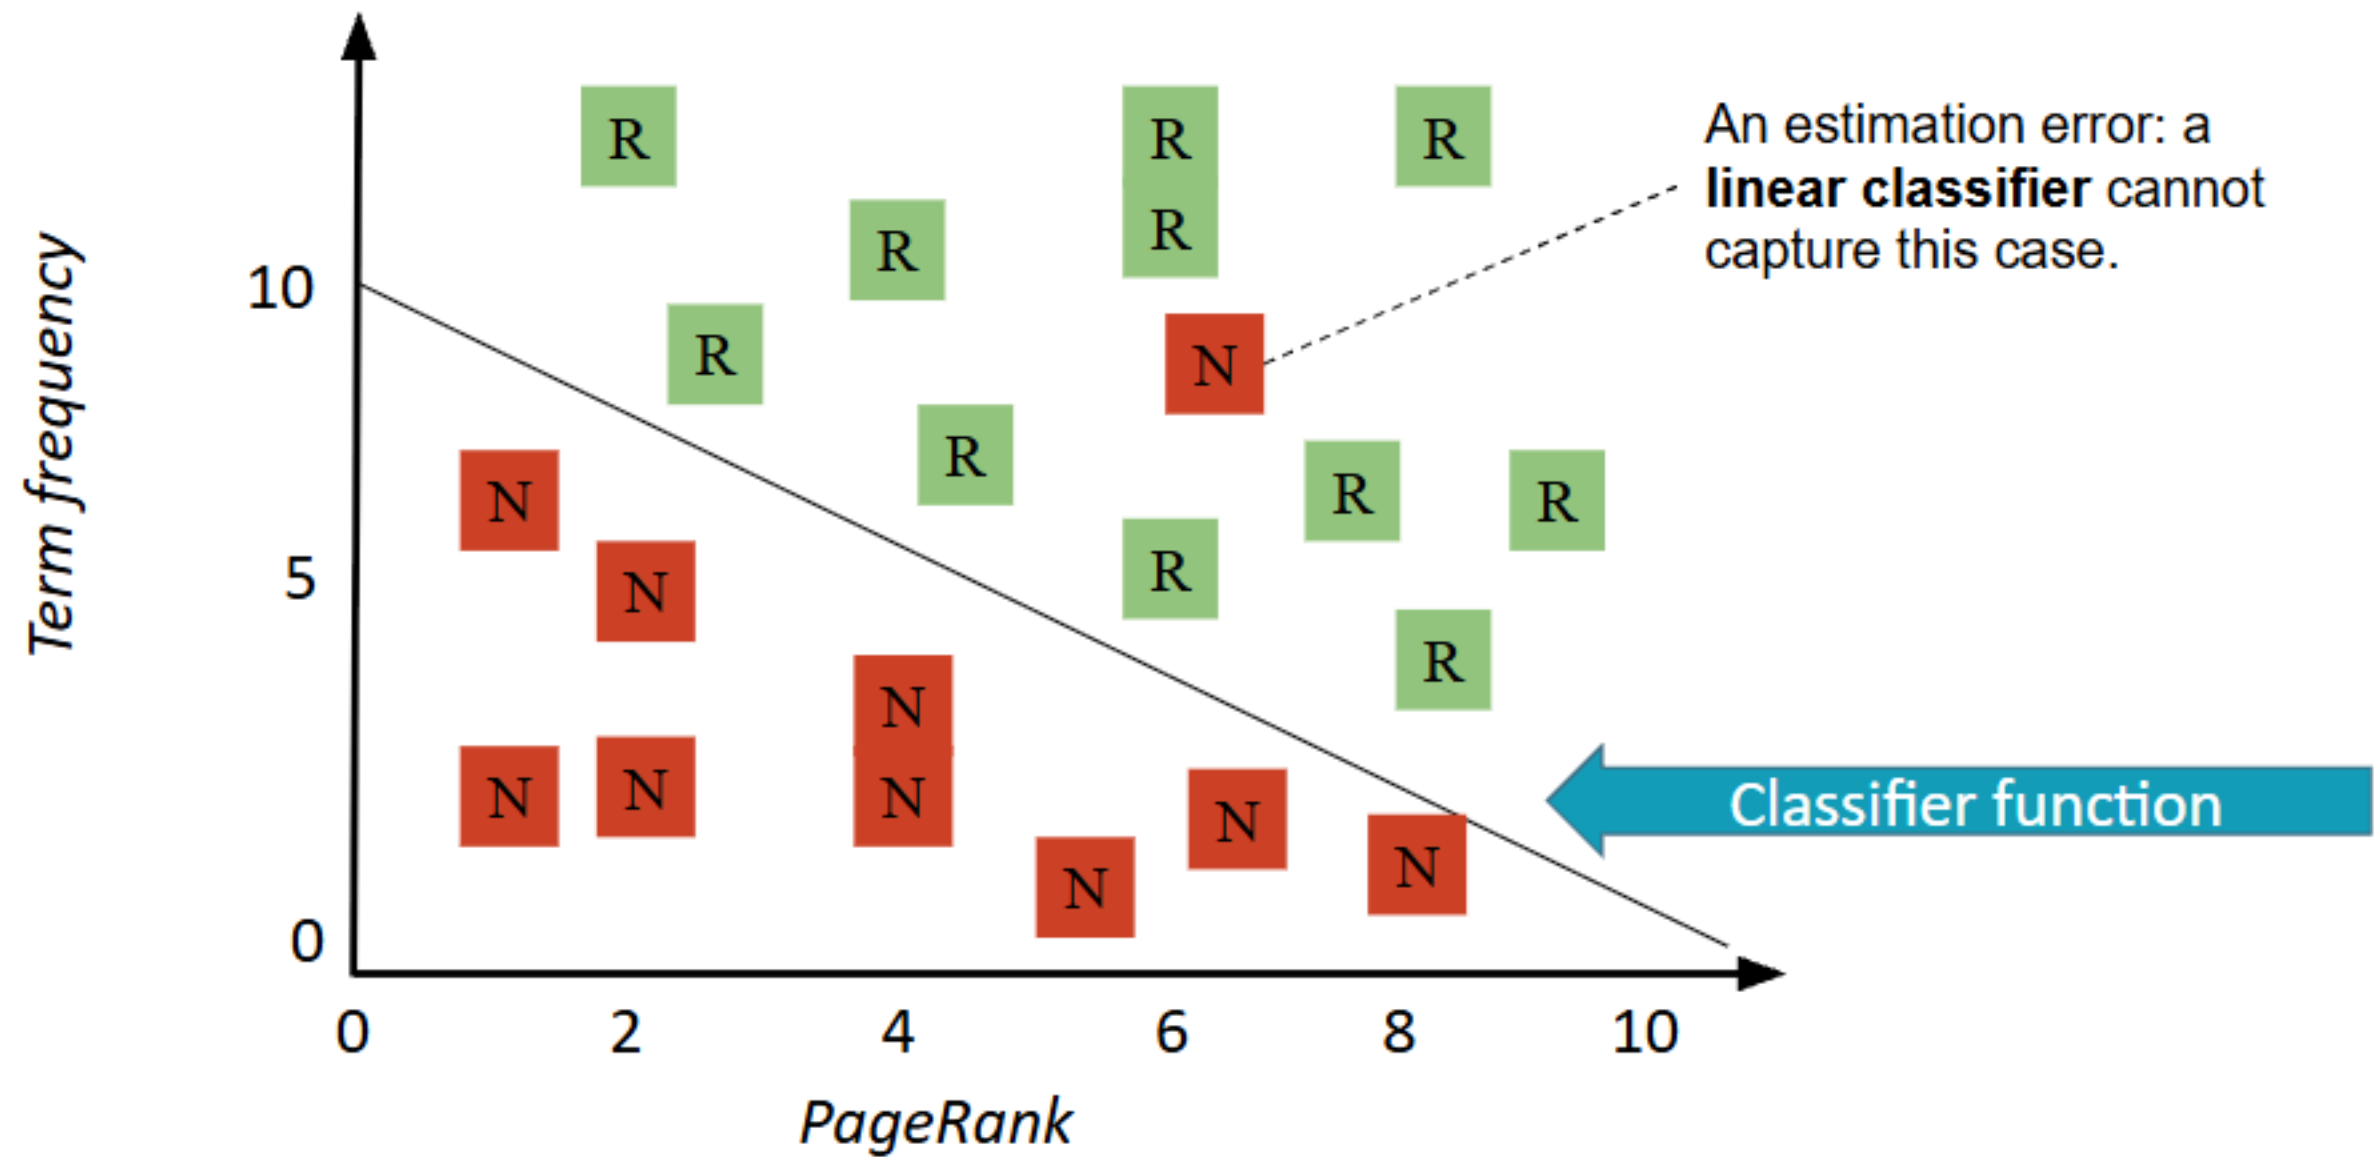 R
R
R
An estimation error: a
linear classifier cannot
capture this case.
R
R
10
R
N
Term frequency
R
N
R
R
5
N
R
R
N
N
N
N
N
N
N
N
Classifier function
0
0
2
4
6
8
10
PageRank